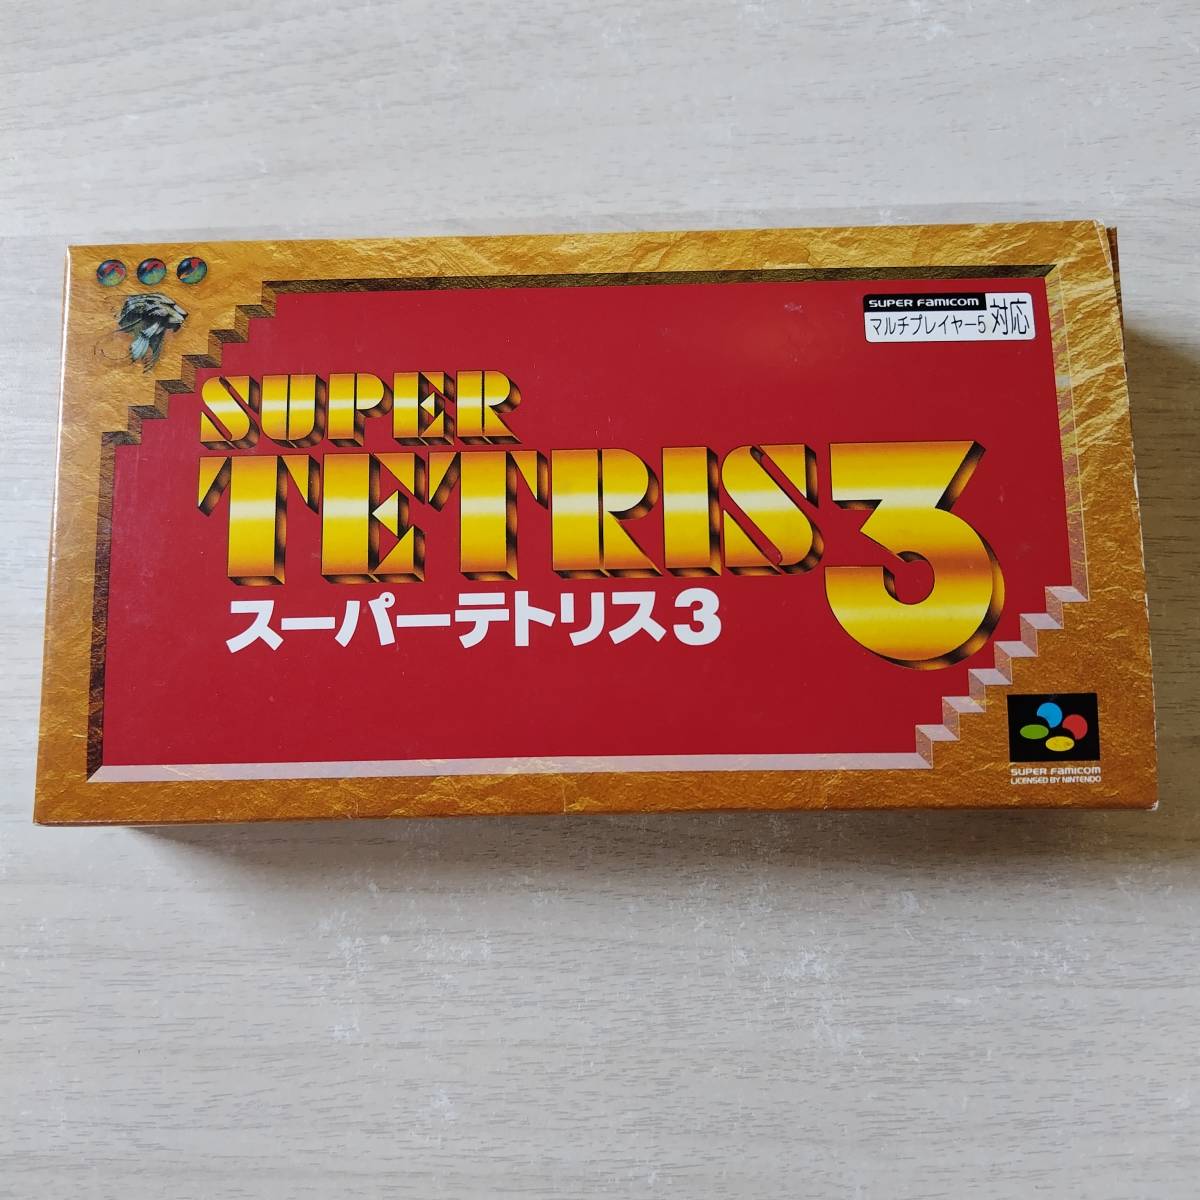 SUPER FAMICOM
マルチプレイヤー5 対応
SUPER
TETRIS 3
スーパーテトリス3
SUPER FAMICOM
LICENSED BY NINTENDO